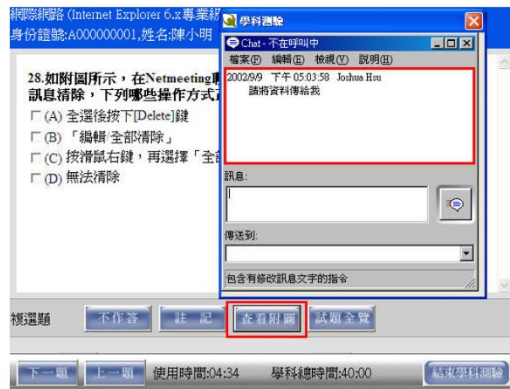 網際網路 (Internet Explorer 6.x專業級
身份證號:A000000001,姓名:陳小明
學科測驗
Chat - 不在呼叫中
檔案(F) 編輯(E) 檢視(V) 說明(H)
2002/9/9 下午 05:03:58 Joshua Hsu
請將資料傳給我
28.如附圖所示,在Netmeeting
訊息清除,下列哪些操作方式
(A) 全選後按下[Delete]鍵
(B) 「編輯/全部清除」
(C) 按滑鼠右鍵,再選擇「全
(D) 無法清除
訊息:
傳送到:
包含有修改訊息文字的指令
複選題
不作答
註 記
查看附圖
試題全覽
下一題
上一題
使用時間:04:34
學科總時間:40:00
結束學科測驗